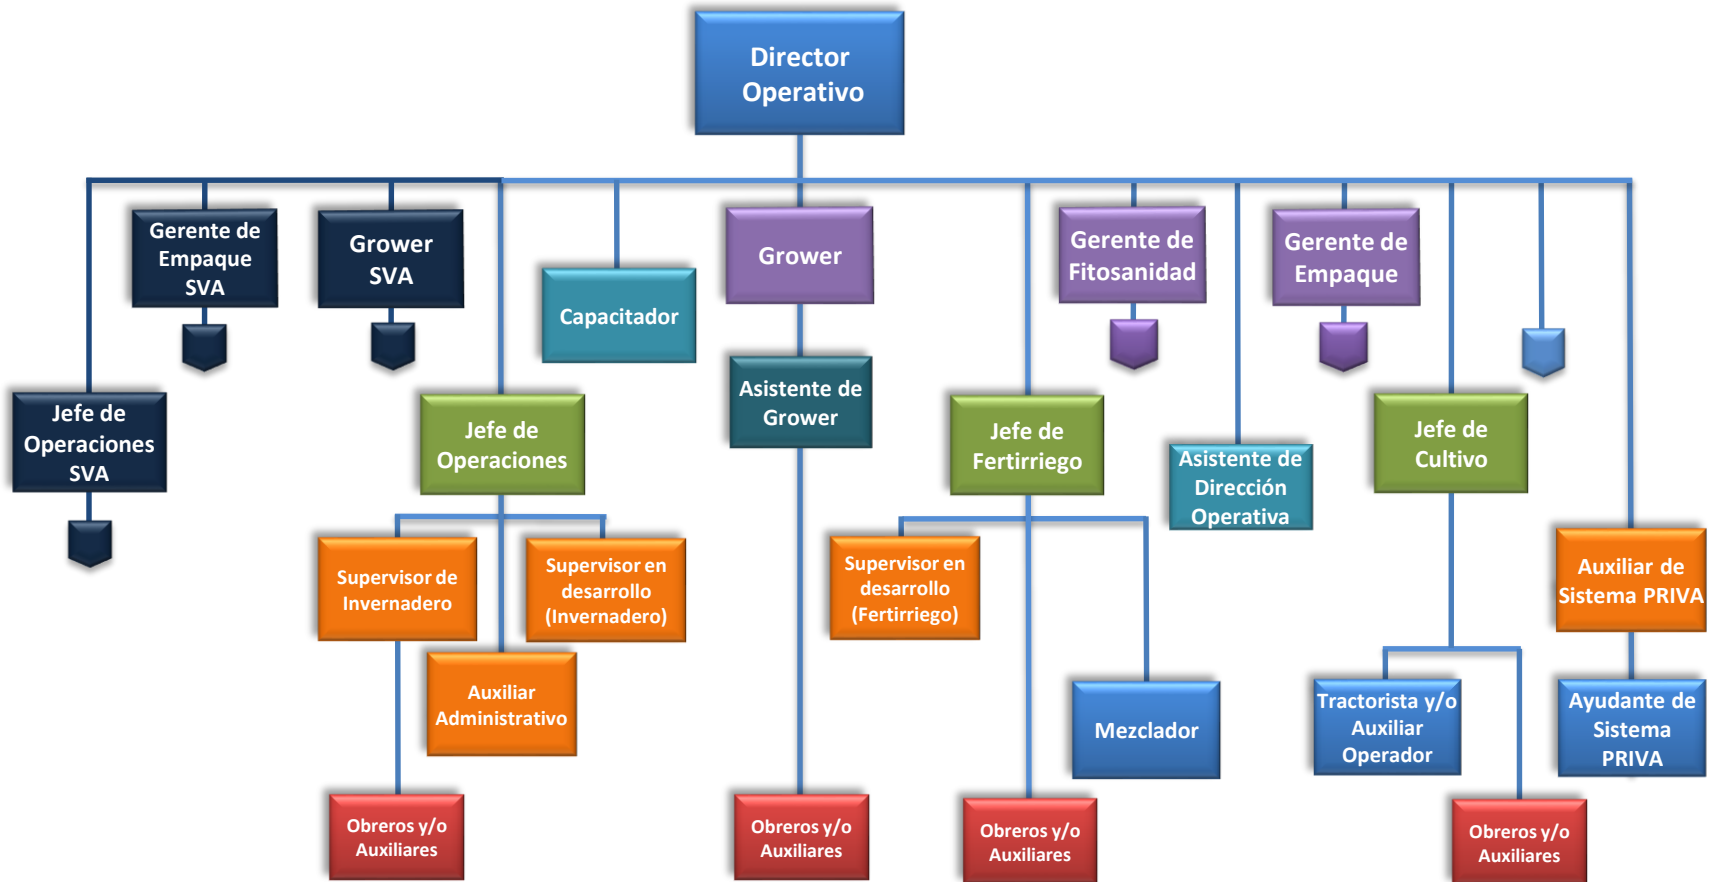 Director
Operativo
Gerente de
Empaque
SVA
Grower
SVA
Capacitador
Grower
Gerente de
Fitosanidad
Gerente de
Empaque
Jefe de
Operaciones
SVA
Jefe de
Operaciones
Asistente de
Grower
Jefe de
Fertirriego
Asistente de
Dirección
Operativa
Jefe de
Cultivo
Supervisor de
Invernadero
Supervisor en
desarrollo
(Invernadero)
Supervisor en
desarrollo
(Fertirriego)
Auxiliar de
Sistema PRIVA
Auxiliar
Administrativo
Mezclador
Tractorista y/o
Auxiliar
Operador
Ayudante de
Sistema
PRIVA
Obreros y/o
Auxiliares
Obreros y/o
Auxiliares
Obreros y/o
Auxiliares
Obreros y/o
Auxiliares